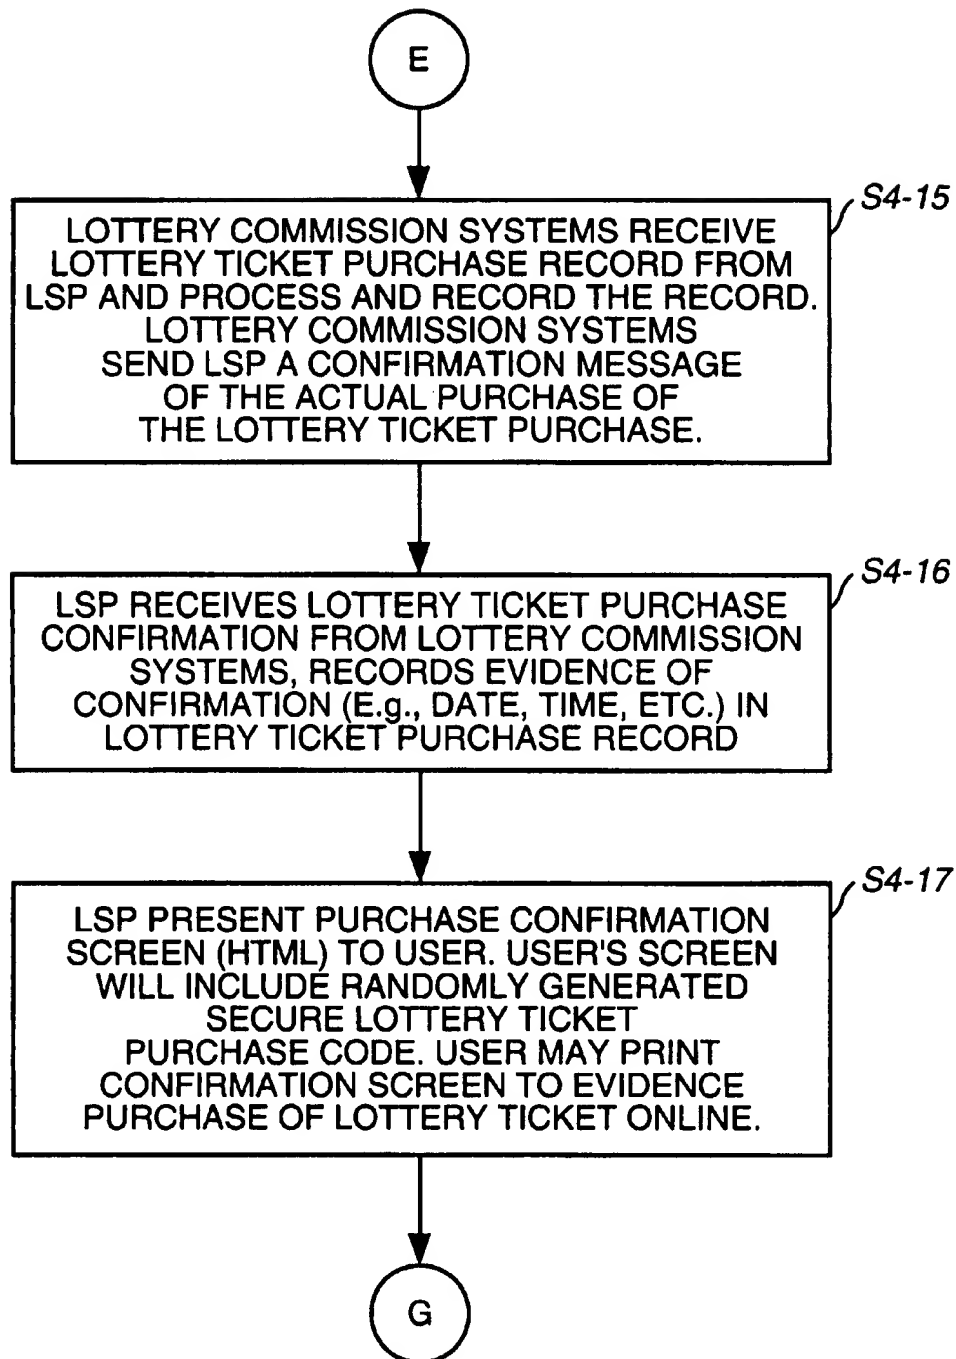 E
S4-15
LOTTERY COMMISSION SYSTEMS RECEIVE
LOTTERY TICKET PURCHASE RECORD FROM
LSP AND PROCESS AND RECORD THE RECORD.
LOTTERY COMMISSION SYSTEMS
SEND LSP A CONFIRMATION MESSAGE
OF THE ACTUAL PURCHASE OF
THE LOTTERY TICKET PURCHASE.
S4-16
LSP RECEIVES LOTTERY TICKET PURCHASE
CONFIRMATION FROM LOTTERY COMMISSION
SYSTEMS, RECORDS EVIDENCE OF
CONFIRMATION (E.g., DATE, TIME, ETC.) IN
LOTTERY TICKET PURCHASE RECORD
S4-17
LSP PRESENT PURCHASE CONFIRMATION
SCREEN (HTML) TO USER. USER'S SCREEN
WILL INCLUDE RANDOMLY GENERATED
SECURE LOTTERY TICKET
PURCHASE CODE. USER MAY PRINT
CONFIRMATION SCREEN TO EVIDENCE
PURCHASE OF LOTTERY TICKET ONLINE.
G